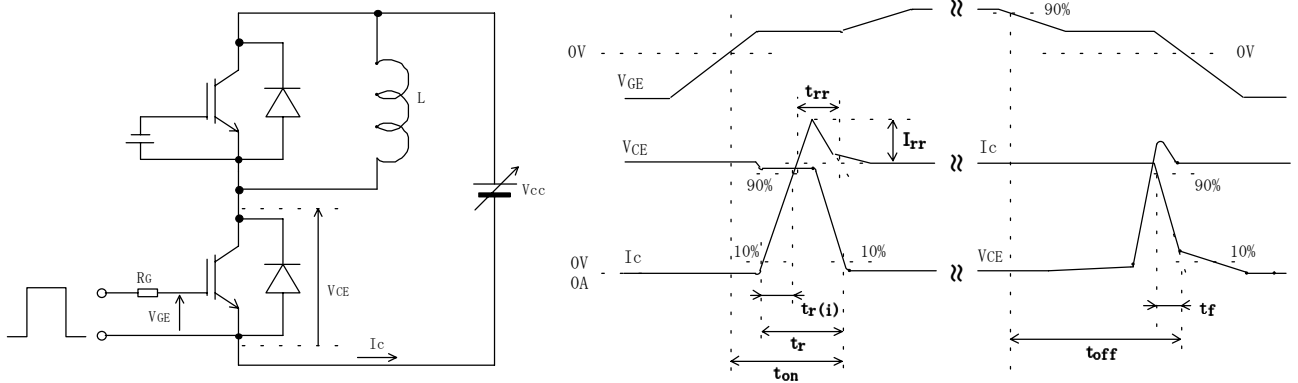 L
Vcc
RG
VGE
VCE
Ic
≈
90%
0V
0V
VGE
trr
Irr
VCE
≈
Ic
90%
90%
10%
10%
Ic
0V
0A
≈
VCE
10%
tr(i)
tf
tr
toff
ton